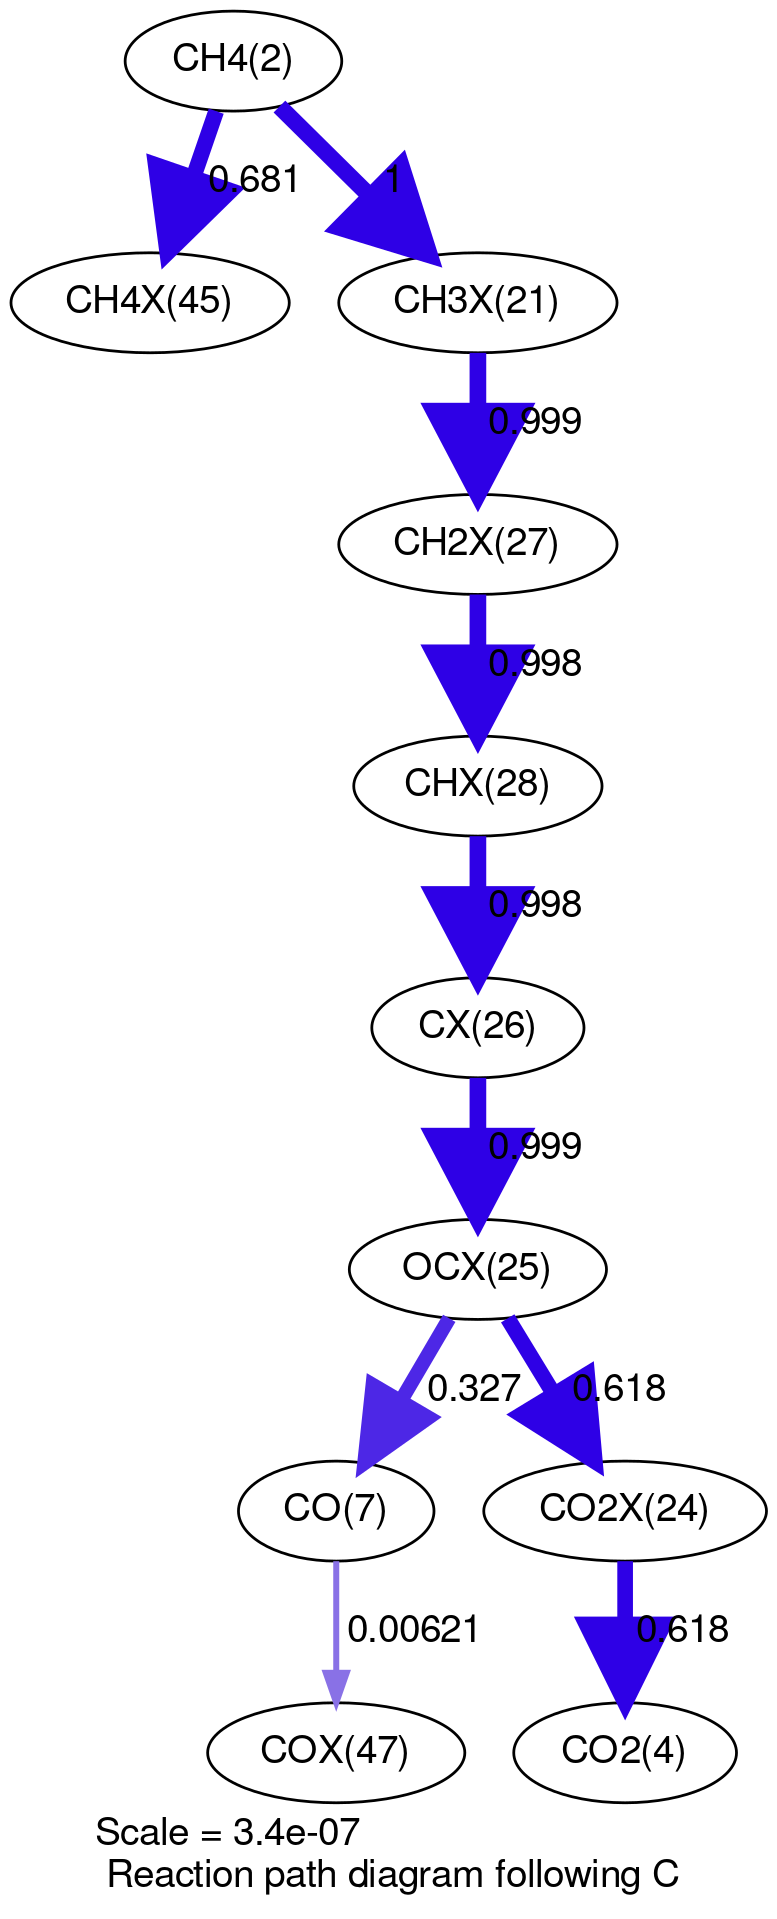 CH4(2)
0.681
1
CH4X(45)
CH3X(21)
0.999
CH2X(27)
0.998
CHX(28)
0.998
CX(26)
0.999
OCX(25)
0.327
0.618
CO(7)
CO2X(24)
0.00621
0.618
COX(47)
CO2(4)
Scale = 3.4e-07
Reaction path diagram following C